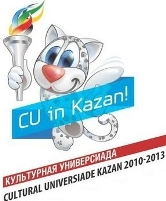 CU in Kazan!
КУЛЬТУРНАЯ УНИВЕРСИАДА
CULTURAL UNIVERSIADE KAZAN 2010-2013